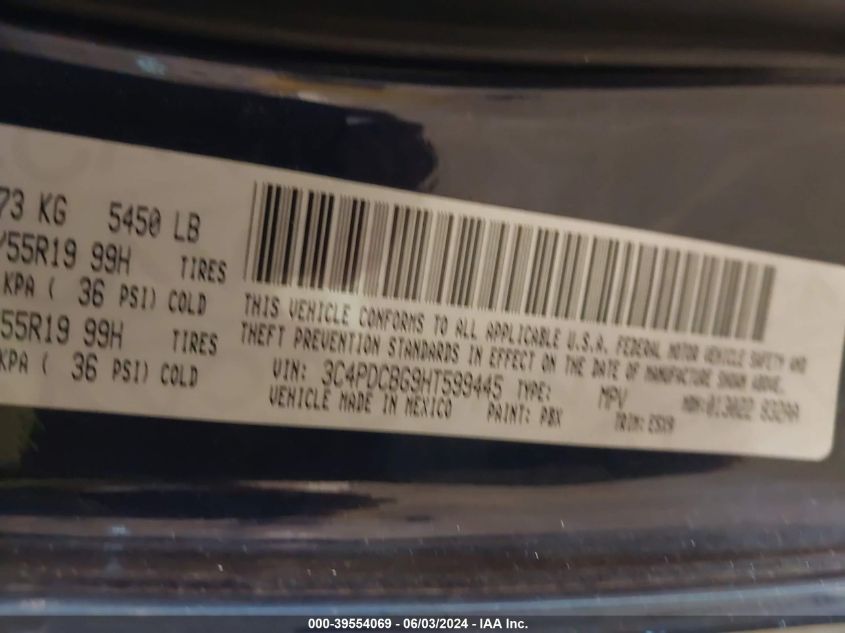 73 KG 5450 LB
/55R19 99H TIRES
KPA ( 36 PSI) COLD
55R19 99H TIRES
KPA ( 36 PSI) COLD
THIS VEHICLE CONFORMS TO ALL APPLICABLE U.S.A. FEDERAL MOTOR VEHICLE SAFETY AND
THEFT PREVENTION STANDARDS IN EFFECT ON THE DATE OF MANUFACTURE SHOWN ABOVE.
VIN: 3C4PDCBG9HT599445 TYPE: MPV MDH:
VEHICLE MADE IN MEXICO PAINT: PBX TRIM:
000-39554069 - 06/03/2024 - IAA Inc.